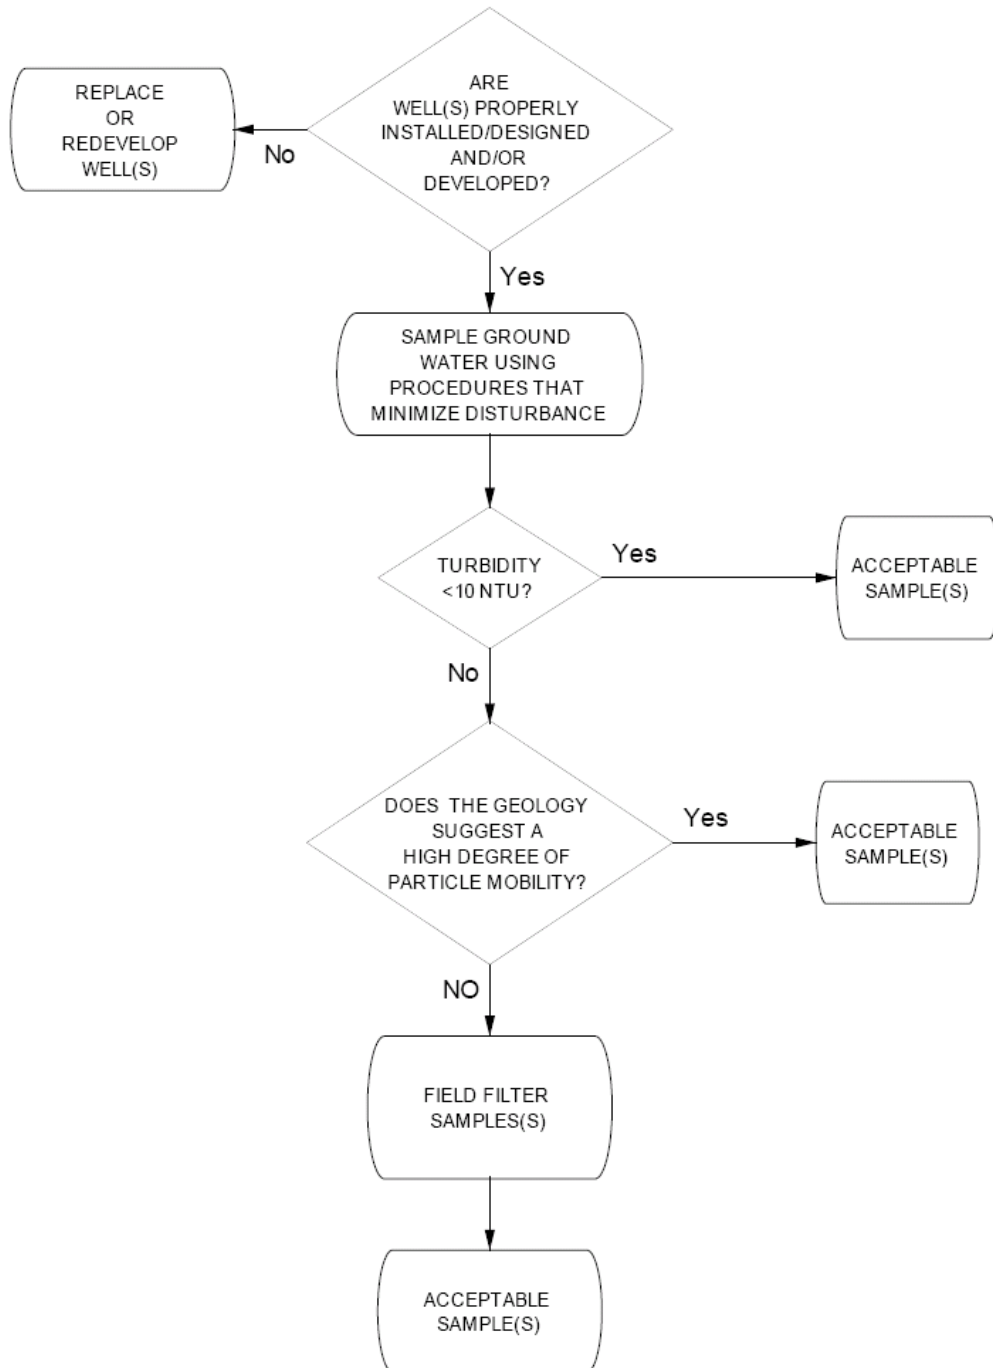 ARE
WELL(S) PROPERLY
INSTALLED/DESIGNED
AND/OR
DEVELOPED?
No
REPLACE
OR
REDEVELOP
WELL(S)
Yes
SAMPLE GROUND
WATER USING
PROCEDURES THAT
MINIMIZE DISTURBANCE
TURBIDITY
<10 NTU?
Yes
ACCEPTABLE
SAMPLE(S)
No
DOES THE GEOLOGY
SUGGEST A
HIGH DEGREE OF
PARTICLE MOBILITY?
Yes
ACCEPTABLE
SAMPLE(S)
NO
FIELD FILTER
SAMPLES(S)
ACCEPTABLE
SAMPLE(S)